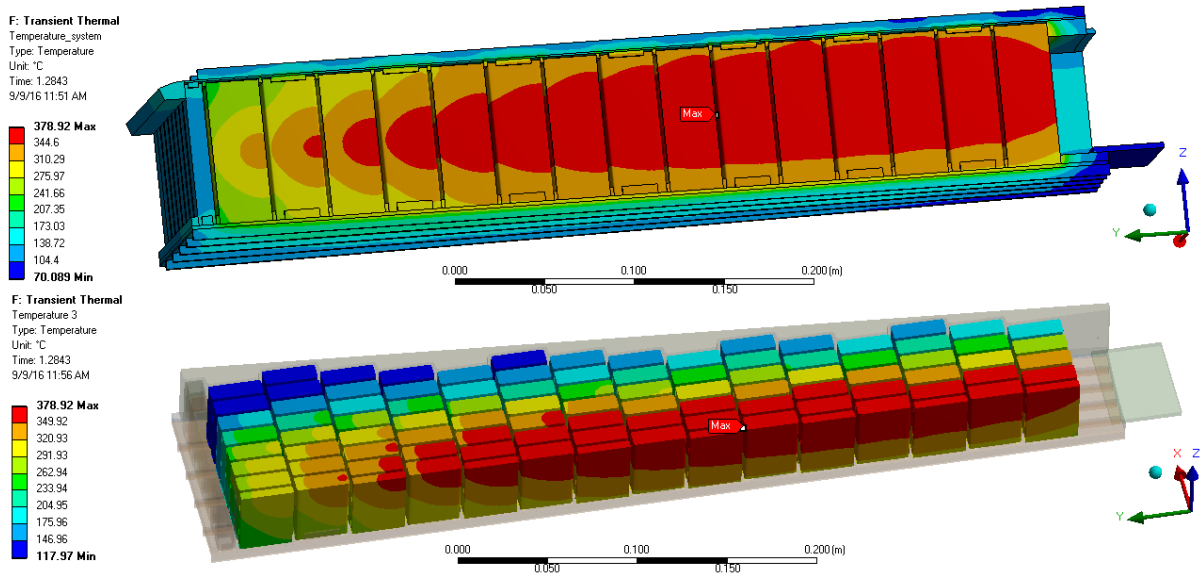 F: Transient Thermal
Temperature_system
Type: Temperature
Unit: °C
Time: 1.2843
9/9/16 11:51 AM
378.92 Max
344.6
310.29
275.97
241.66
207.35
173.03
138.72
104.4
70.089 Min
Max
Z
Y
0.000
0.100
0.200 (m)
0.050
0.150
F: Transient Thermal
Temperature 3
Type: Temperature
Unit: °C
Time: 1.2843
9/9/16 11:56 AM
378.92 Max
349.92
320.93
291.93
262.94
233.94
204.95
175.96
146.96
117.97 Min
Max
X
Z
Y
0.000
0.100
0.200 (m)
0.050
0.150